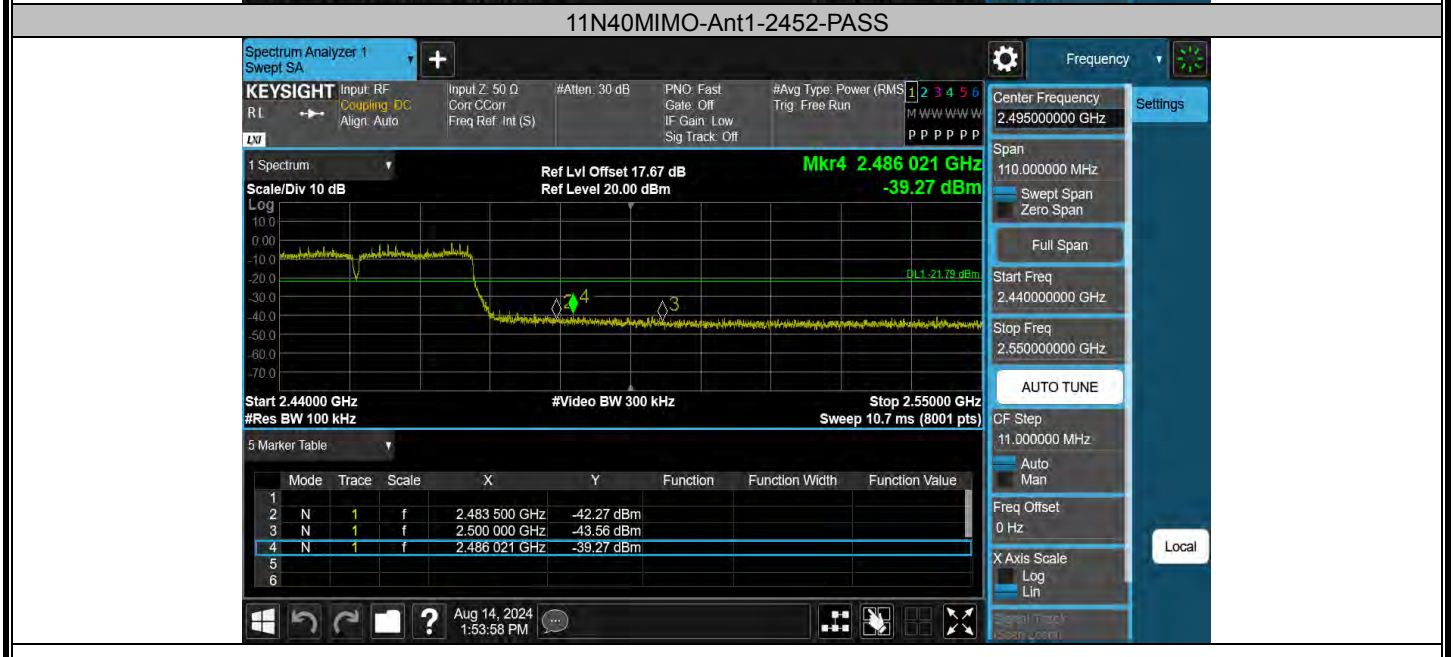 11N40MIMO-Ant1-2452-PASS
Spectrum Analyzer 1
Swept SA
+
Frequency
KEYSIGHT
RL
LXI
Input: RF
Coupling: DC
Align: Auto
Input Z: 50 Ω
Corr CCorr
Freq Ref: Int (S)
#Atten: 30 dB
PNO: Fast
Gate: Off
IF Gain: Low
Sig Track: Off
#Avg Type: Power (RMS
Trig: Free Run
1 2 3 4 5 6
M W W W W W
P P P P P P
1 Spectrum
Scale/Div 10 dB
Ref Lvl Offset 17.67 dB
Ref Level 20.00 dBm
Mkr4 2.486 021 GHz
-39.27 dBm
Log
10.0
0.00
-10.0
-20.0
-30.0
-40.0
-50.0
-60.0
-70.0
DL1 -21.79 dBm
2
4
3
Start 2.44000 GHz
#Video BW 300 kHz
Stop 2.55000 GHz
#Res BW 100 kHz
Sweep 10.7 ms (8001 pts)
5 Marker Table
Mode Trace Scale X Y Function Function Width Function Value
1
2 N 1 f 2.483 500 GHz -42.27 dBm
3 N 1 f 2.500 000 GHz -43.56 dBm
4 N 1 f 2.486 021 GHz -39.27 dBm
5
6
?
Aug 14, 2024
1:53:58 PM
Center Frequency
2.495000000 GHz
Settings
Span
110.000000 MHz
Swept Span
Zero Span
Full Span
Start Freq
2.440000000 GHz
Stop Freq
2.550000000 GHz
AUTO TUNE
CF Step
11.000000 MHz
Auto
Man
Freq Offset
0 Hz
X Axis Scale
Log
Lin
Local
Signal Track
(Span Zoom)